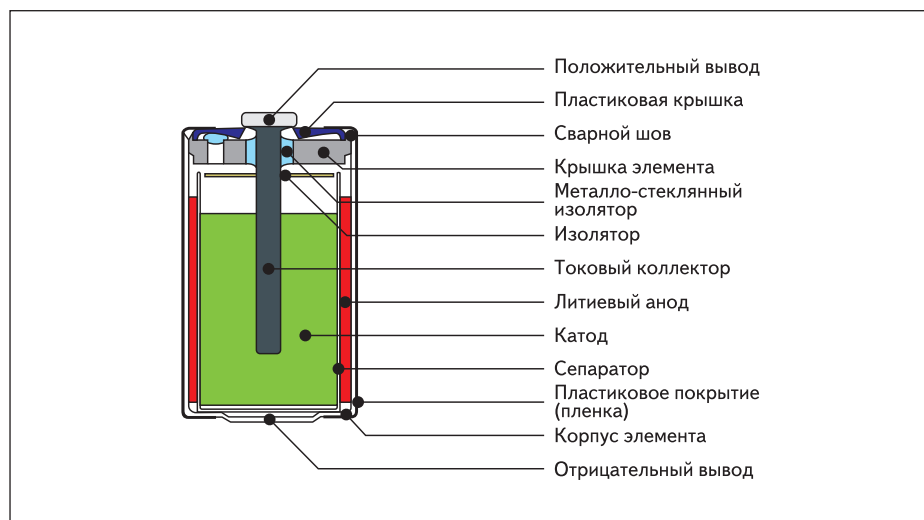 Положительный вывод
Пластиковая крышка
Сварной шов
Крышка элемента
Металло-стеклянный
изолятор
Изолятор
Токовый коллектор
Литиевый анод
Катод
Сепаратор
Пластиковое покрытие
(пленка)
Корпус элемента
Отрицательный вывод